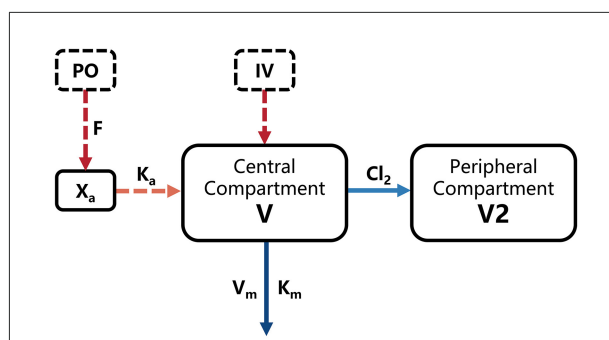 PO
IV
F
Xₐ
Kₐ
Central
Compartment
V
Cl₂
Peripheral
Compartment
V2
Vₘ
Kₘ